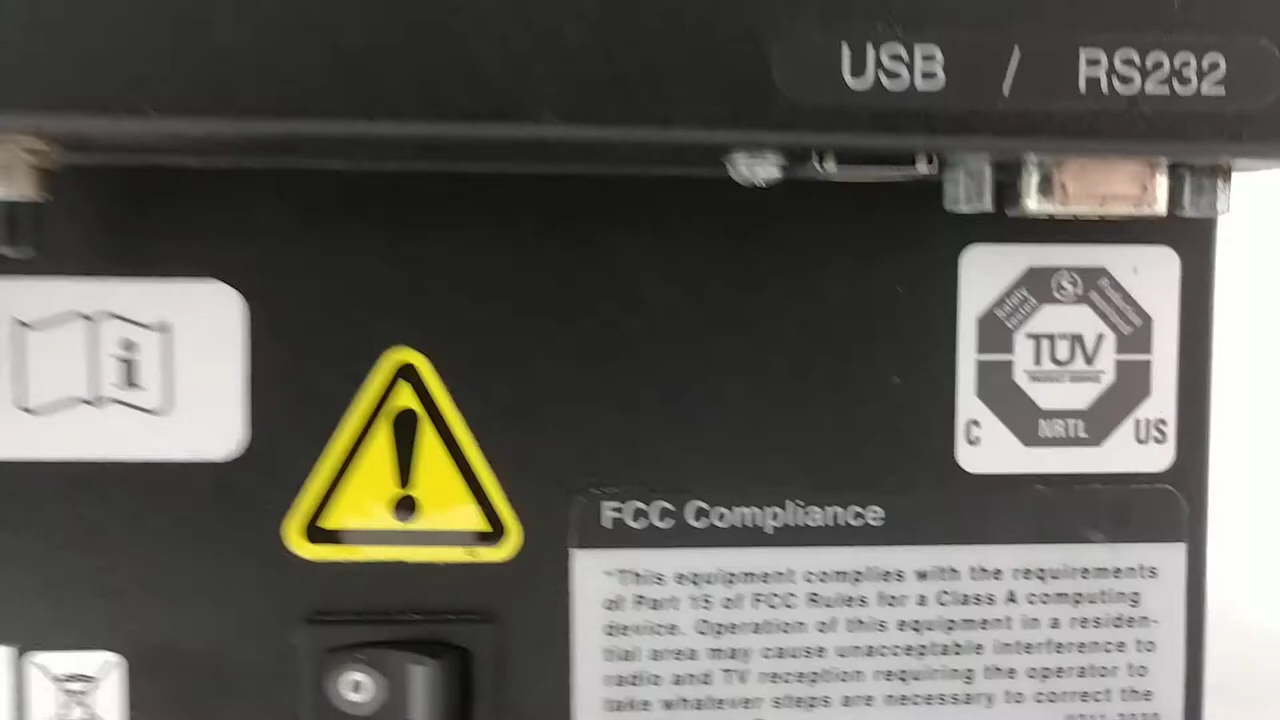 USB / RS232
i
Safety
Tested
S
TÜV
PRODUCT SERVICE
NRTL
C US
FCC Compliance
"This equipment complies with the requirements
of Part 15 of FCC Rules for a Class A computing
device. Operation of this equipment in a residen-
tial area may cause unacceptable interference to
radio and TV reception requiring the operator to
take whatever steps are necessary to correct the